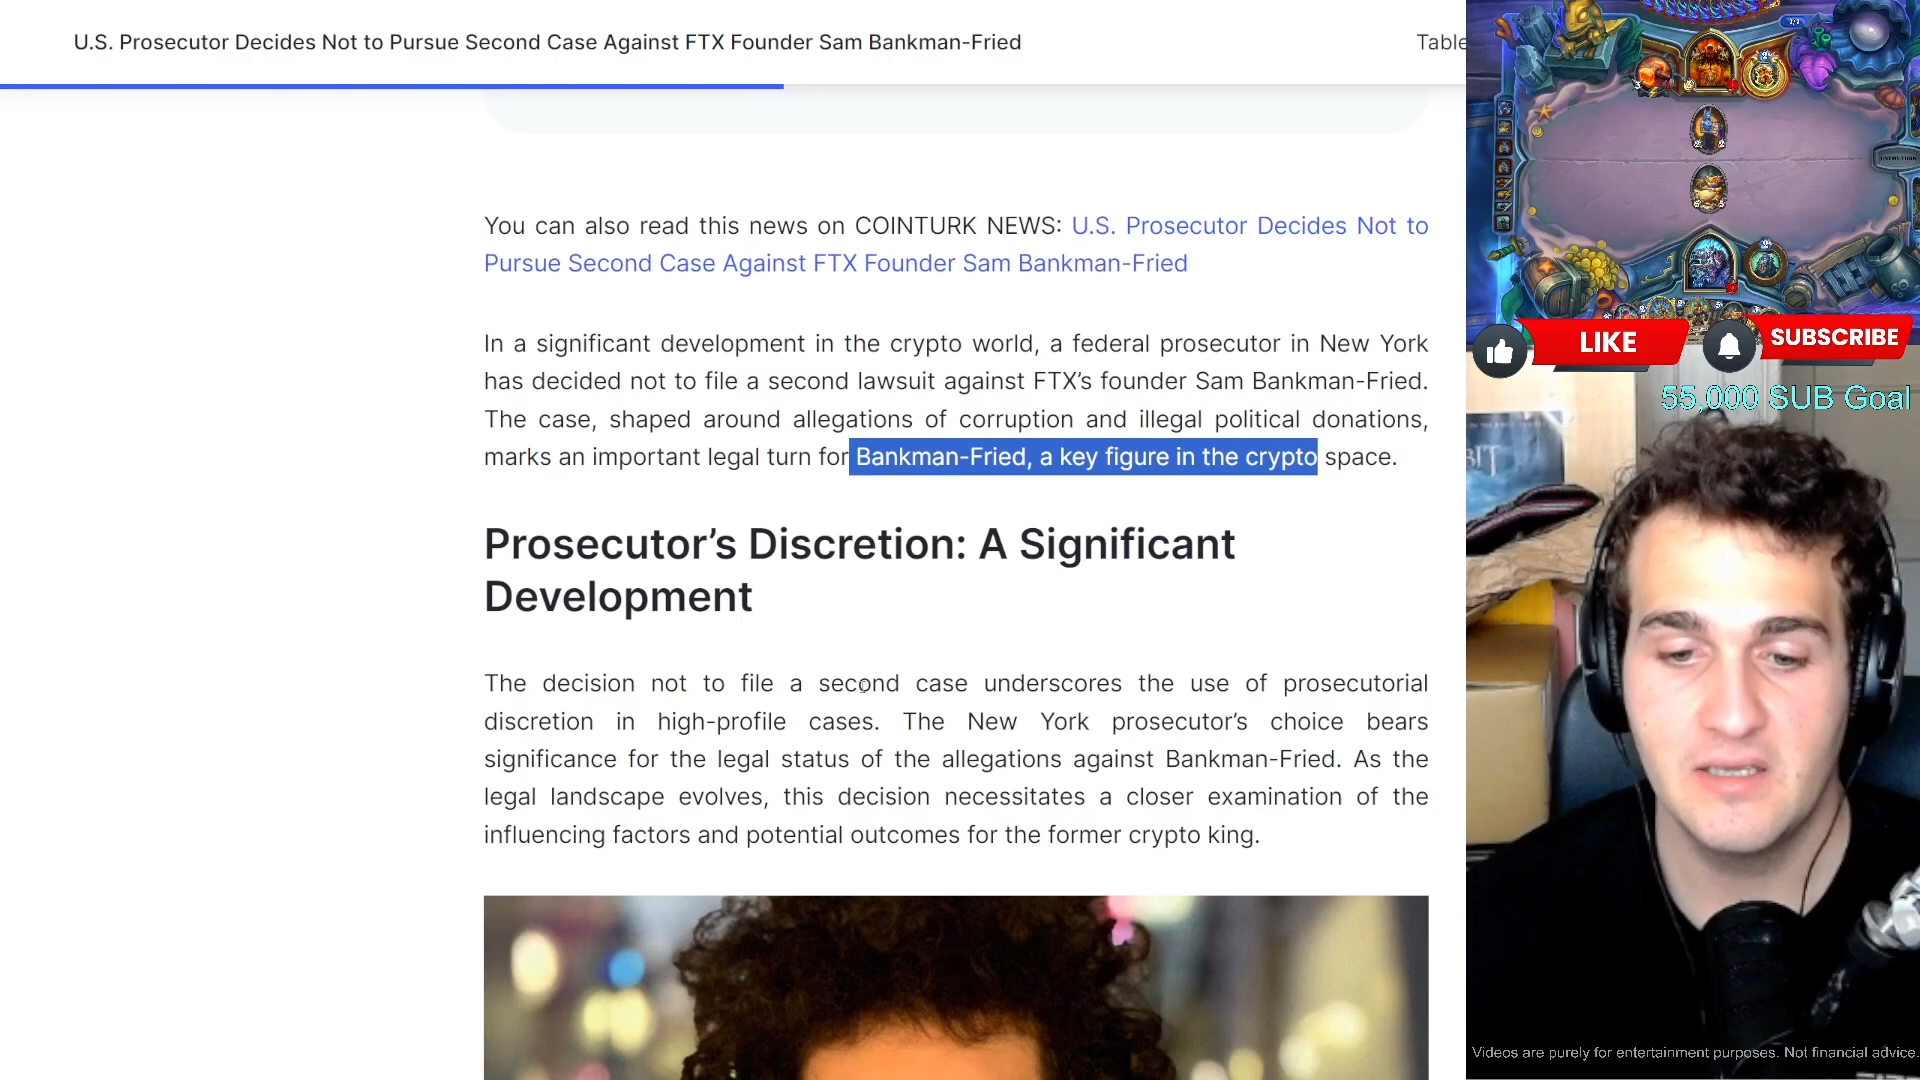 U.S. Prosecutor Decides Not to Pursue Second Case Against FTX Founder Sam Bankman-Fried
Table
You can also read this news on COINTURK NEWS: U.S. Prosecutor Decides Not to
Pursue Second Case Against FTX Founder Sam Bankman-Fried
In a significant development in the crypto world, a federal prosecutor in New York
has decided not to file a second lawsuit against FTX’s founder Sam Bankman-Fried.
The case, shaped around allegations of corruption and illegal political donations,
marks an important legal turn for Bankman-Fried, a key figure in the crypto space.
Prosecutor’s Discretion: A Significant
Development
The decision not to file a second case underscores the use of prosecutorial
discretion in high-profile cases. The New York prosecutor’s choice bears
significance for the legal status of the allegations against Bankman-Fried. As the
legal landscape evolves, this decision necessitates a closer examination of the
influencing factors and potential outcomes for the former crypto king.
LIKE
SUBSCRIBE
55,000 SUB Goal
Videos are purely for entertainment purposes. Not financial advice.